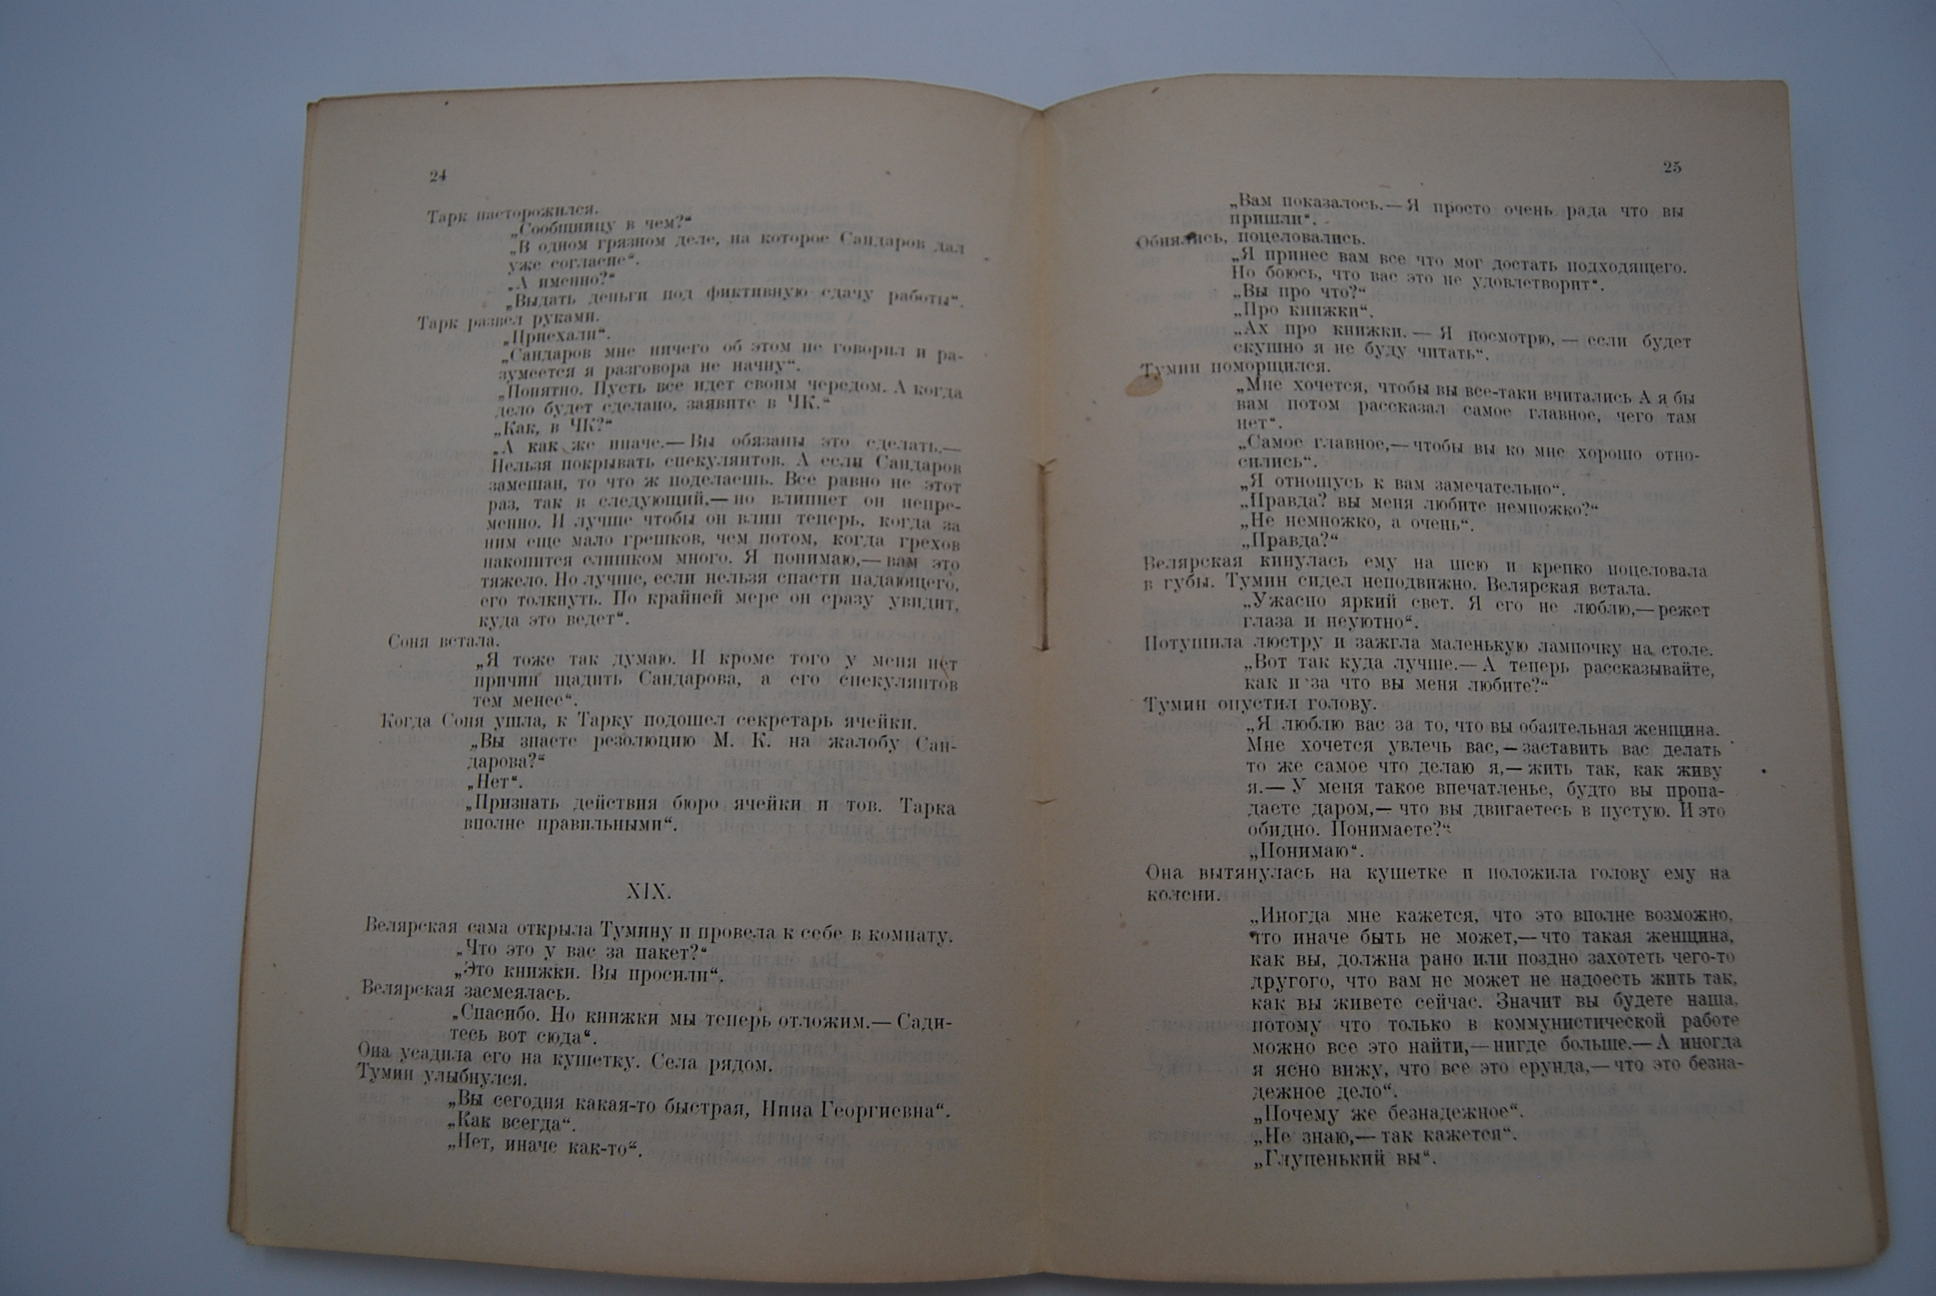 24
Тарк насторожился.
„Сообщницу в чем?“
„В одном грязном деле, на которое Сандаров дал
уже согласие“.
„А именно?“
„Выдать деньги под фиктивную сдачу работы“.
Тарк развел руками.
„Приехали“.
„Сандаров мне ничего об этом не говорил и ра-
зумеется я разговора не начну“.
„Понятно. Пусть все идет своим чередом. А когда
дело будет сделано, заявите в ЧК.“
„Как, в ЧК?“
„А как же иначе.— Вы обязаны это сделать.—
Нельзя покрывать спекулянтов. А если Сандаров
замешан, то что ж поделаешь. Все равно не этот
раз, так в следующий,— но влипнет он непре-
менно. И лучше чтобы он влип теперь, когда за
ним еще мало грешков, чем потом, когда грехов
накопится слишком много. Я понимаю,— вам это
тяжело. Но лучше, если нельзя спасти падающего,
его толкнуть. По крайней мере он сразу увидит,
куда это ведет“.
Соня встала.
„Я тоже так думаю. И кроме того у меня нет
причин щадить Сандарова, а его спекулянтов
тем менее“.
Когда Соня ушла, к Тарку подошел секретарь ячейки.
„Вы знаете резолюцию М. К. на жалобу Сан-
дарова?“
„Нет“.
„Признать действия бюро ячейки и тов. Тарка
вполне правильными“.
XIX.
Велярская сама открыла Тумину и провела к себе в комнату.
„Что это у вас за пакет?“
„Это книжки. Вы просили“.
Велярская засмеялась.
„Спасибо. Но книжки мы теперь отложим.— Сади-
тесь вот сюда“.
Она усадила его на кушетку. Села рядом.
Тумин улыбнулся.
„Вы сегодня какая-то быстрая, Нина Георгиевна“.
„Как всегда“.
„Нет, иначе как-то“.
25
„Вам показалось.— Я просто очень рада что вы
пришли“.
Обнялись, поцеловались.
„Я принес вам все что мог достать подходящего.
Но боюсь, что вас это не удовлетворит“.
„Вы про что?“
„Про книжки“.
„Ах про книжки.— Я посмотрю,— если будет
скушно я не буду читать“.
Тумин поморщился.
„Мне хочется, чтобы вы все-таки вчитались А я бы
вам потом рассказал самое главное, чего там
нет“.
„Самое главное,— чтобы вы ко мне хорошо отно-
сились“.
„Я отношусь к вам замечательно“.
„Правда? вы меня любите немножко?“
„Не немножко, а очень“.
„Правда?“
Велярская кинулась ему на шею и крепко поцеловала
в губы. Тумин сидел неподвижно. Велярская встала.
„Ужасно яркий свет. Я его не люблю,— режет
глаза и неуютно“.
Потушила люстру и зажгла маленькую лампочку на столе.
„Вот так куда лучше.— А теперь рассказывайте,
как и за что вы меня любите?“
Тумин опустил голову.
„Я люблю вас за то, что вы обаятельная женщина.
Мне хочется увлечь вас,— заставить вас делать
то же самое что делаю я,— жить так, как живу
я.— У меня такое впечатленье, будто вы пропа-
даете даром,— что вы двигаетесь в пустую. И это
обидно. Понимаете?“
„Понимаю“.
Она вытянулась на кушетке и положила голову ему на
колени.
„Иногда мне кажется, что это вполне возможно,
что иначе быть не может,— что такая женщина,
как вы, должна рано или поздно захотеть чего-то
другого, что вам не может не надоесть жить так,
как вы живете сейчас. Значит вы будете наша,
потому что только в коммунистической работе
можно все это найти,— нигде больше.— А иногда
я ясно вижу, что все это ерунда,— что это безна-
дежное дело“.
„Почему же безнадежное“.
„Не знаю,— так кажется“.
„Глупенький вы“.